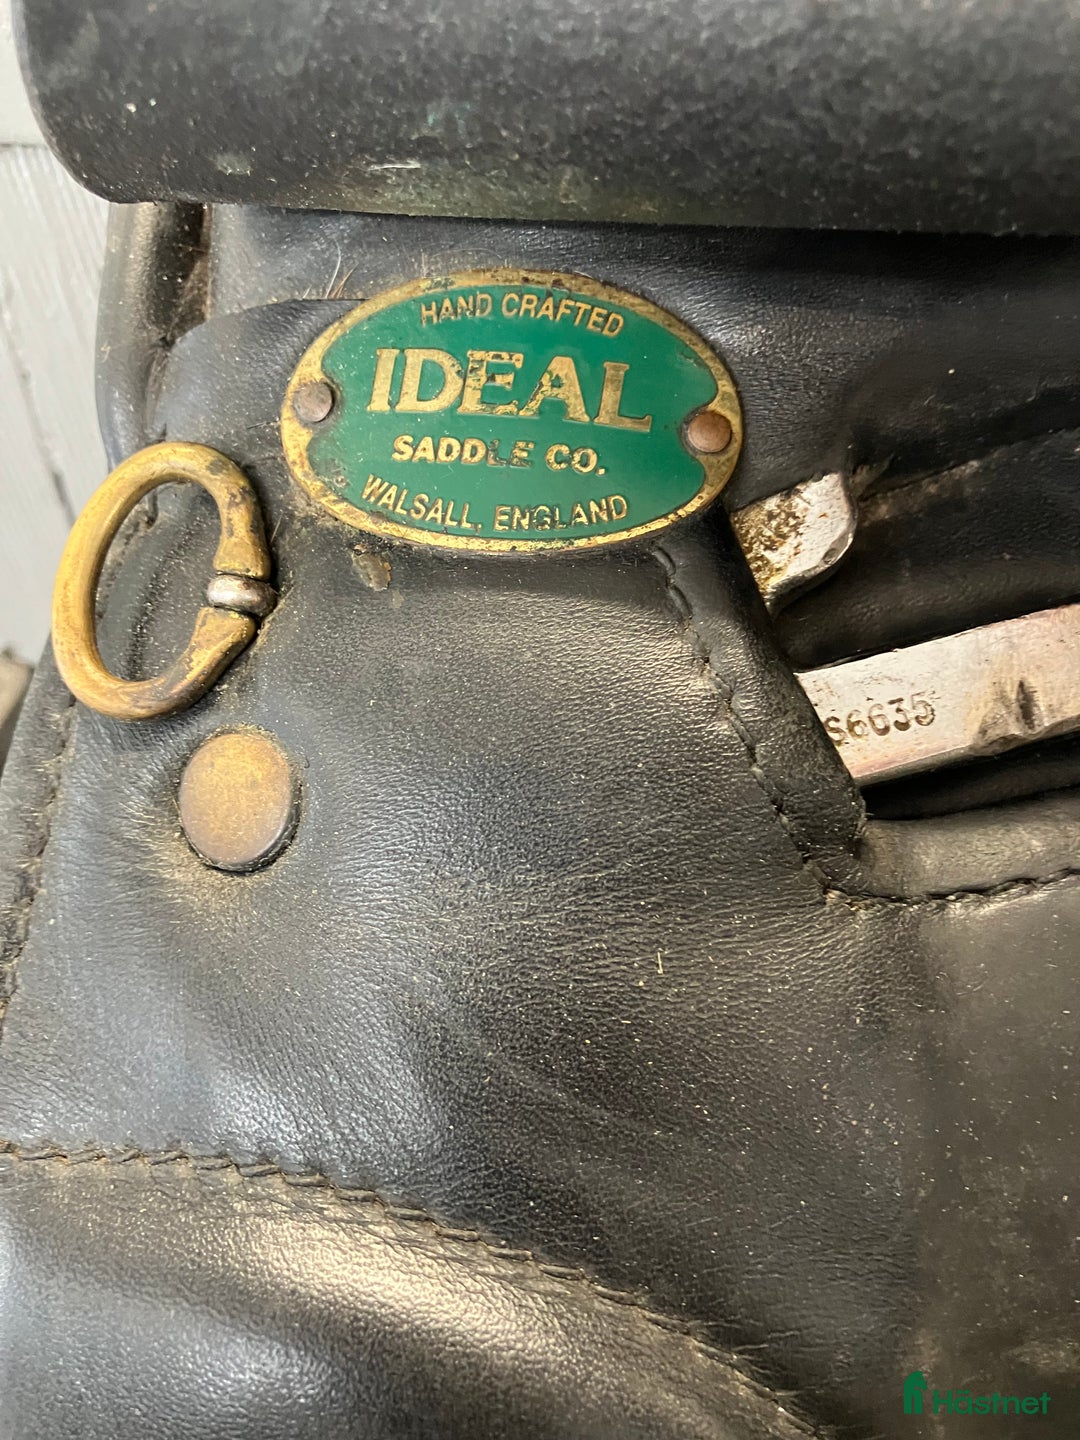 HAND CRAFTED
IDEAL
SADDLE CO.
WALSALL, ENGLAND
S6635
Hästnet